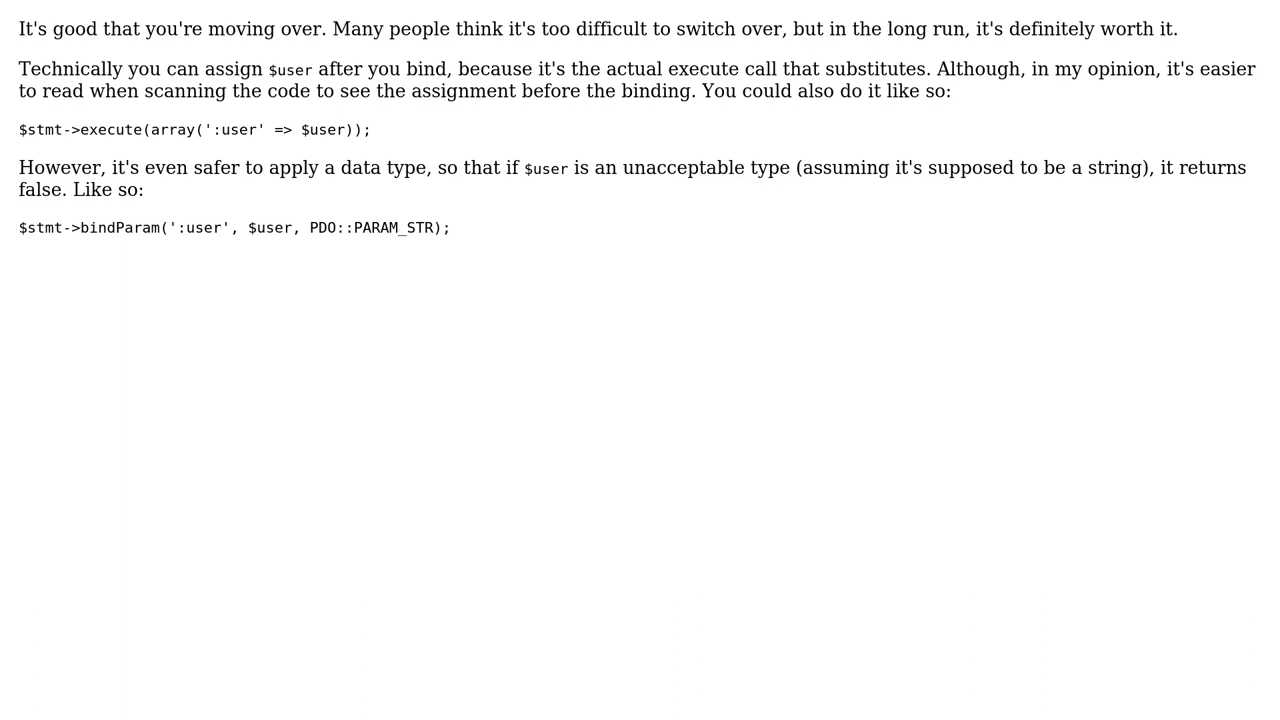 It's good that you're moving over. Many people think it's too difficult to switch over, but in the long run, it's definitely worth it.
Technically you can assign $user after you bind, because it's the actual execute call that substitutes. Although, in my opinion, it's easier
to read when scanning the code to see the assignment before the binding. You could also do it like so:
$stmt->execute(array(':user' => $user));
However, it's even safer to apply a data type, so that if $user is an unacceptable type (assuming it's supposed to be a string), it returns
false. Like so:
$stmt->bindParam(':user', $user, PDO::PARAM_STR);